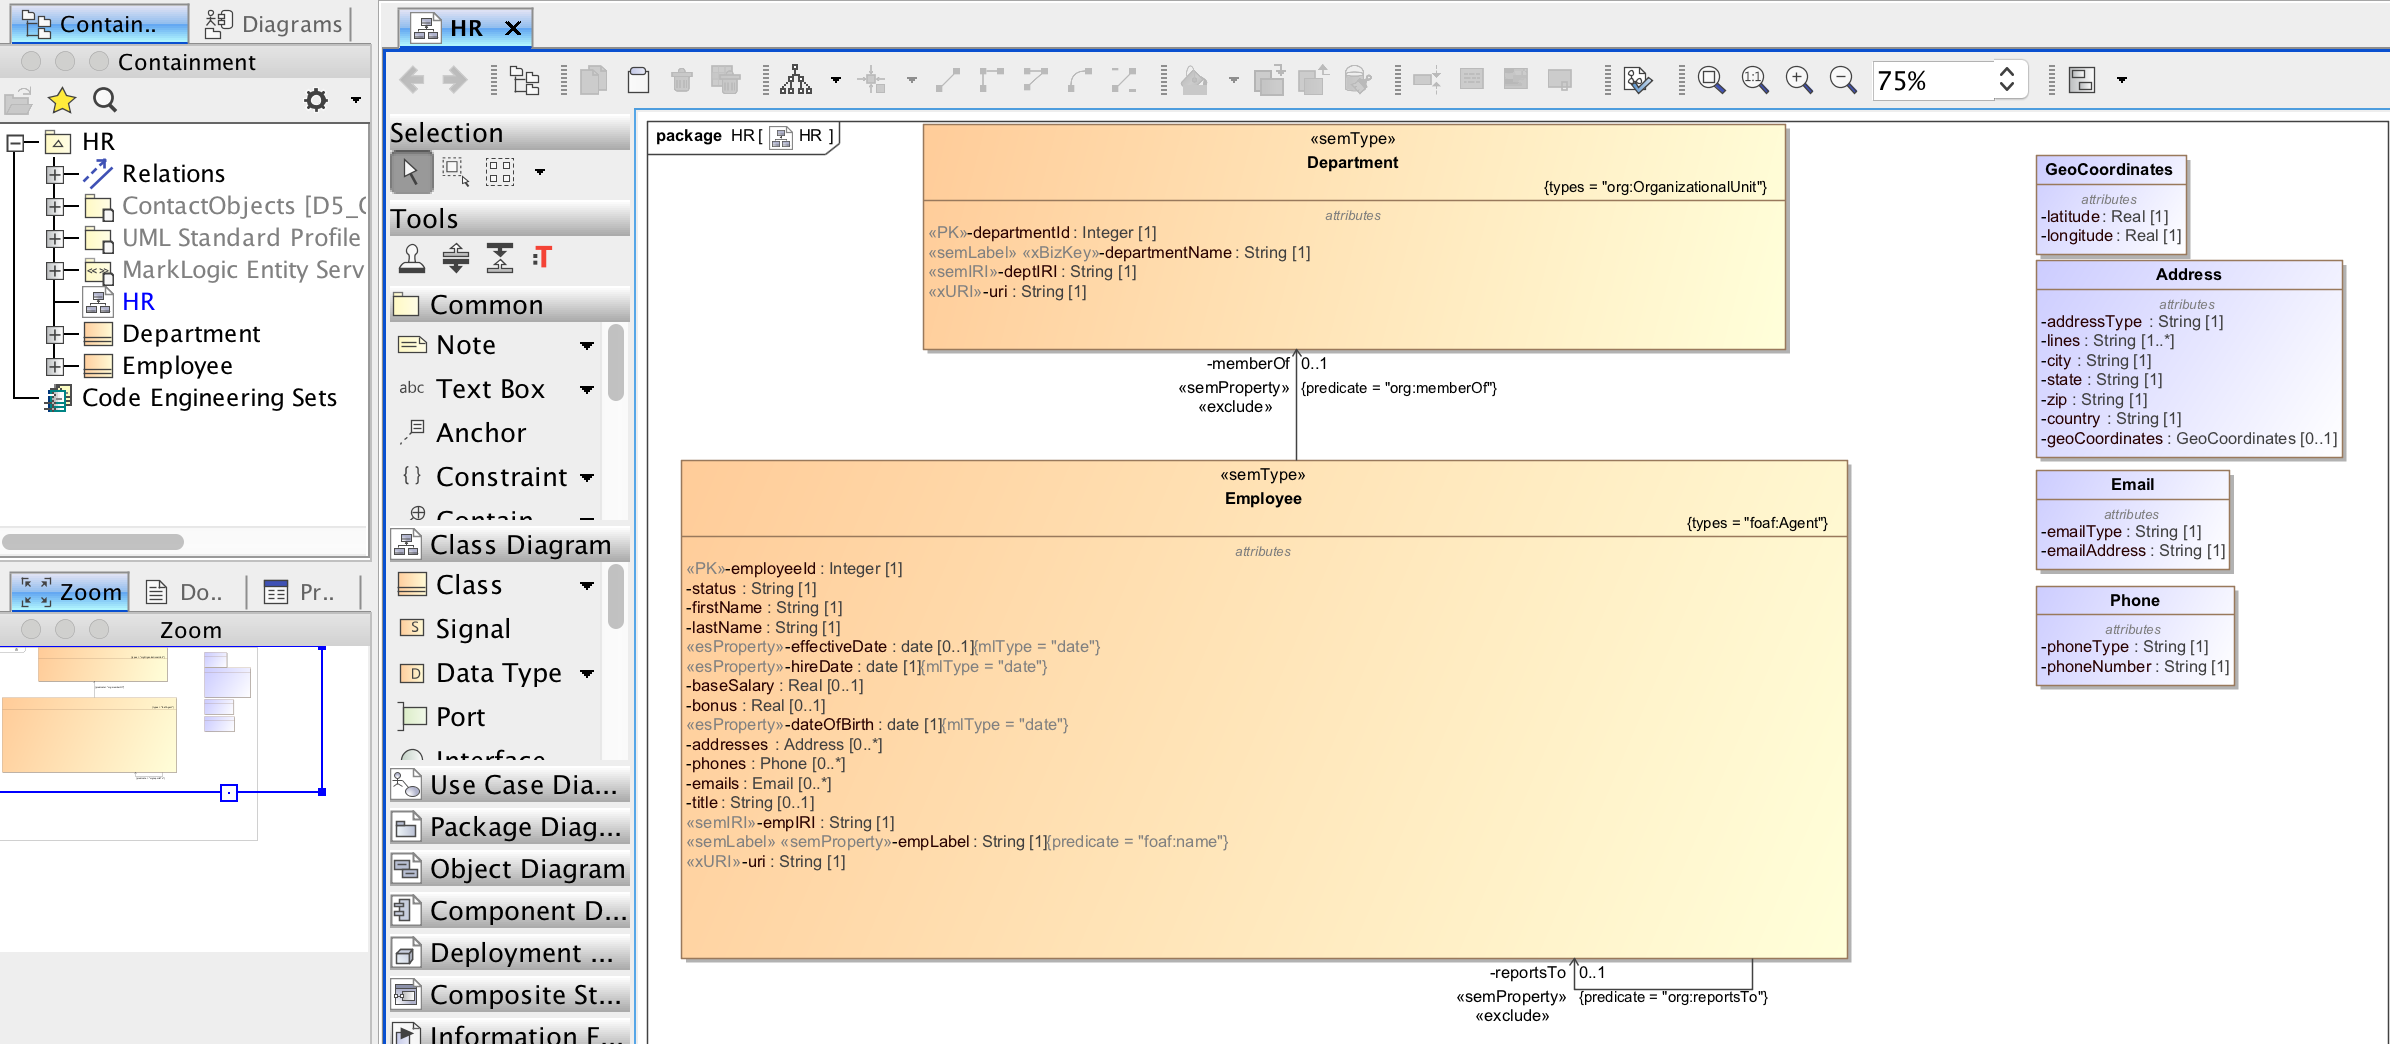 Contain..
Diagrams
Containment
HR
Relations
ContactObjects [D5_
UML Standard Profile
MarkLogic Entity Serv
HR
Department
Employee
Code Engineering Sets
Zoom
Do..
Pr..
Zoom
HR
1:1
75%
Selection
Tools
:T
Common
Note
abc Text Box
Anchor
{} Constraint
Contain
Class Diagram
Class
S Signal
D Data Type
Port
Interface
Use Case Dia...
Package Diag...
Object Diagram
Component D...
Deployment ...
Composite St...
Information F...
package HR [ HR ]
«semType»
Department
{types = "org:OrganizationalUnit"}
attributes
«PK»-departmentId : Integer [1]
«semLabel» «xBizKey»-departmentName : String [1]
«semIRI»-deptIRI : String [1]
«xURI»-uri : String [1]
-memberOf 0..1
«semProperty» {predicate = "org:memberOf"}
«exclude»
«semType»
Employee
{types = "foaf:Agent"}
attributes
«PK»-employeeId : Integer [1]
-status : String [1]
-firstName : String [1]
-lastName : String [1]
«esProperty»-effectiveDate : date [0..1]{mlType = "date"}
«esProperty»-hireDate : date [1]{mlType = "date"}
-baseSalary : Real [0..1]
-bonus : Real [0..1]
«esProperty»-dateOfBirth : date [1]{mlType = "date"}
-addresses : Address [0..*]
-phones : Phone [0..*]
-emails : Email [0..*]
-title : String [0..1]
«semIRI»-empIRI : String [1]
«semLabel» «semProperty»-empLabel : String [1]{predicate = "foaf:name"}
«xURI»-uri : String [1]
-reportsTo 0..1
«semProperty» {predicate = "org:reportsTo"}
«exclude»
GeoCoordinates
attributes
-latitude : Real [1]
-longitude : Real [1]
Address
attributes
-addressType : String [1]
-lines : String [1..*]
-city : String [1]
-state : String [1]
-zip : String [1]
-country : String [1]
-geoCoordinates : GeoCoordinates [0..1]
Email
attributes
-emailType : String [1]
-emailAddress : String [1]
Phone
attributes
-phoneType : String [1]
-phoneNumber : String [1]